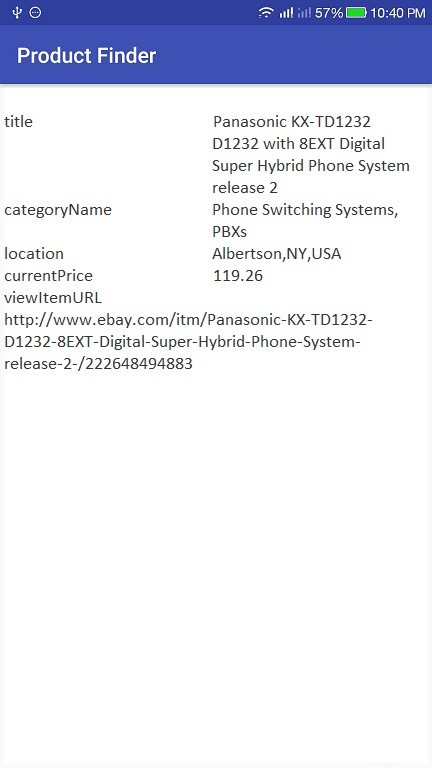 57% 10:40 PM
Product Finder
title Panasonic KX-TD1232
D1232 with 8EXT Digital
Super Hybrid Phone System
release 2
categoryName Phone Switching Systems,
PBXs
location Albertson,NY,USA
currentPrice 119.26
viewItemURL
http://www.ebay.com/itm/Panasonic-KX-TD1232-
D1232-8EXT-Digital-Super-Hybrid-Phone-System-
release-2-/222648494883